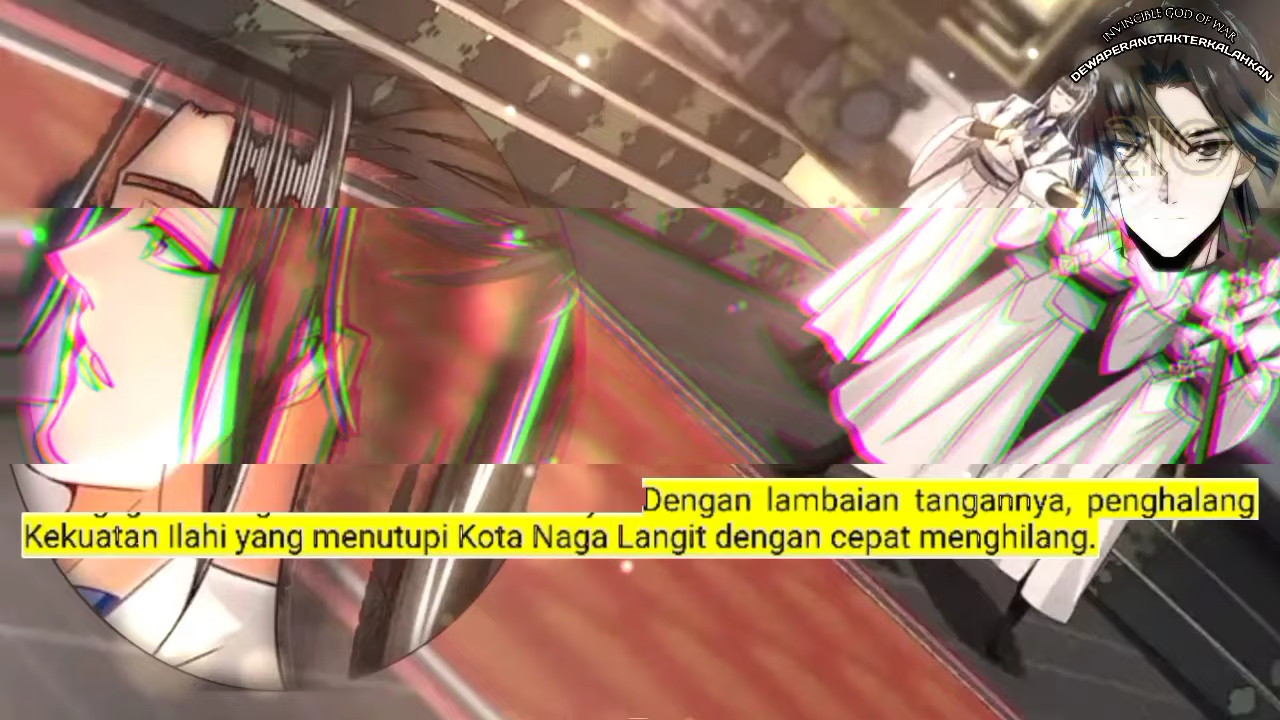 INVINCIBLE GOD OF WAR
DEWAPERANGTAKTERKALAHKAN
Dengan lambaian tangannya, penghalang
Kekuatan Ilahi yang menutupi Kota Naga Langit dengan cepat menghilang.